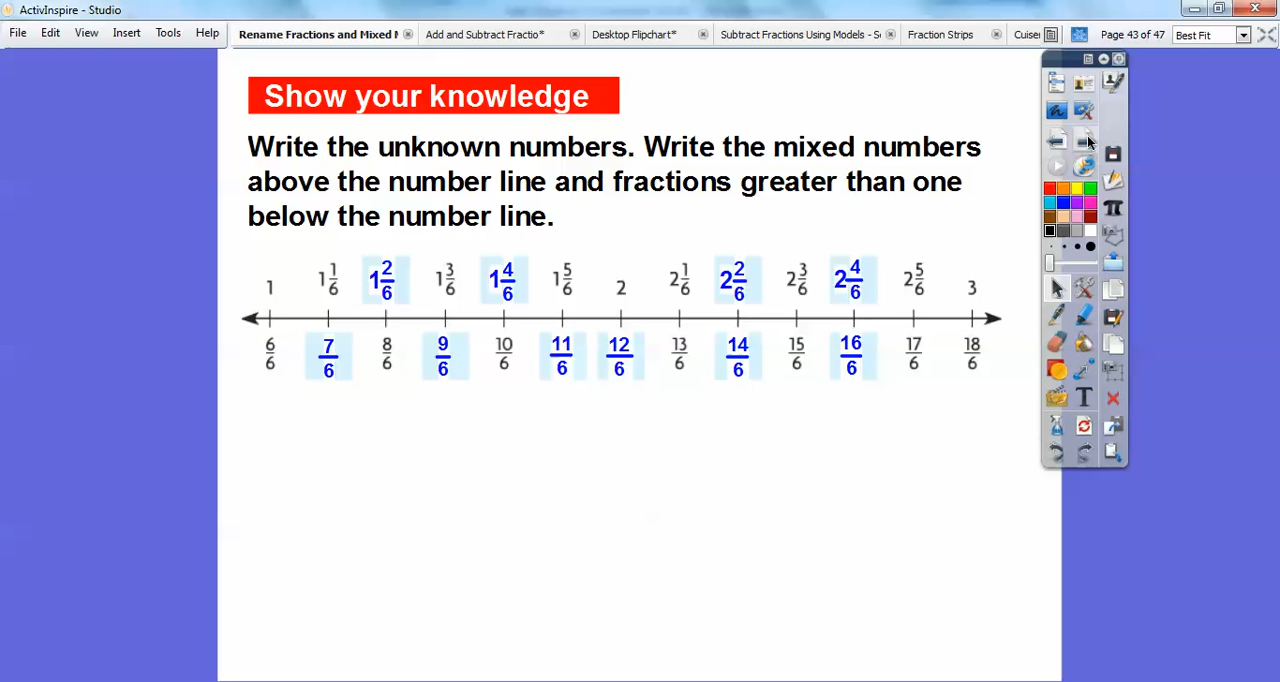 ActivInspire - Studio
File Edit View Insert Tools Help
Rename Fractions and Mixed Add and Subtract Fractio* Desktop Flipchart* Subtract Fractions Using Models - S Fraction Strips Cuise Page 43 of 47 Best Fit
Show your knowledge
Write the unknown numbers. Write the mixed numbers
above the number line and fractions greater than one
below the number line.
1 1 1/6 1 2/6 1 3/6 1 4/6 1 5/6 2 2 1/6 2 2/6 2 3/6 2 4/6 2 5/6 3
6/6 7/6 8/6 9/6 10/6 11/6 12/6 13/6 14/6 15/6 16/6 17/6 18/6
T